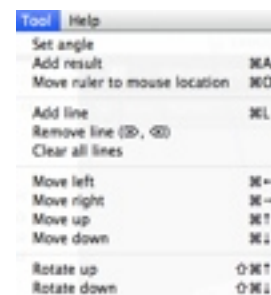 Tool Help
Set angle
Add result ⌘A
Move ruler to mouse location ⌘O
Add line ⌘L
Remove line (⌦, ⌫)
Clear all lines
Move left ⌘←
Move right ⌘→
Move up ⌘↑
Move down ⌘↓
Rotate up ⇧⌘↑
Rotate down ⇧⌘↓